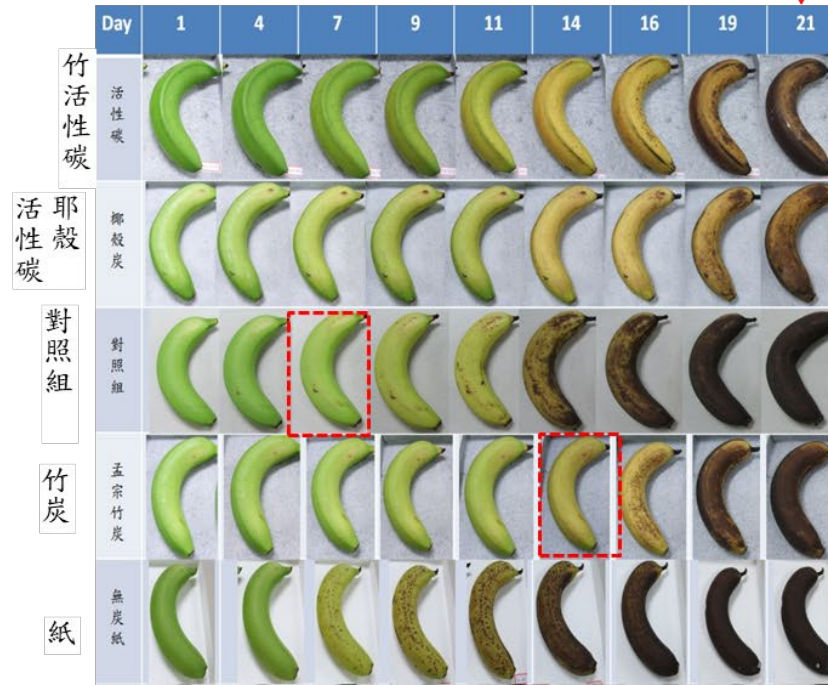 Day 1 4 7 9 11 14 16 19 21
竹活性碳
活性碳
耶殼活性碳
椰殼炭
對照組
對照組
竹炭
孟宗竹炭
紙
無炭紙